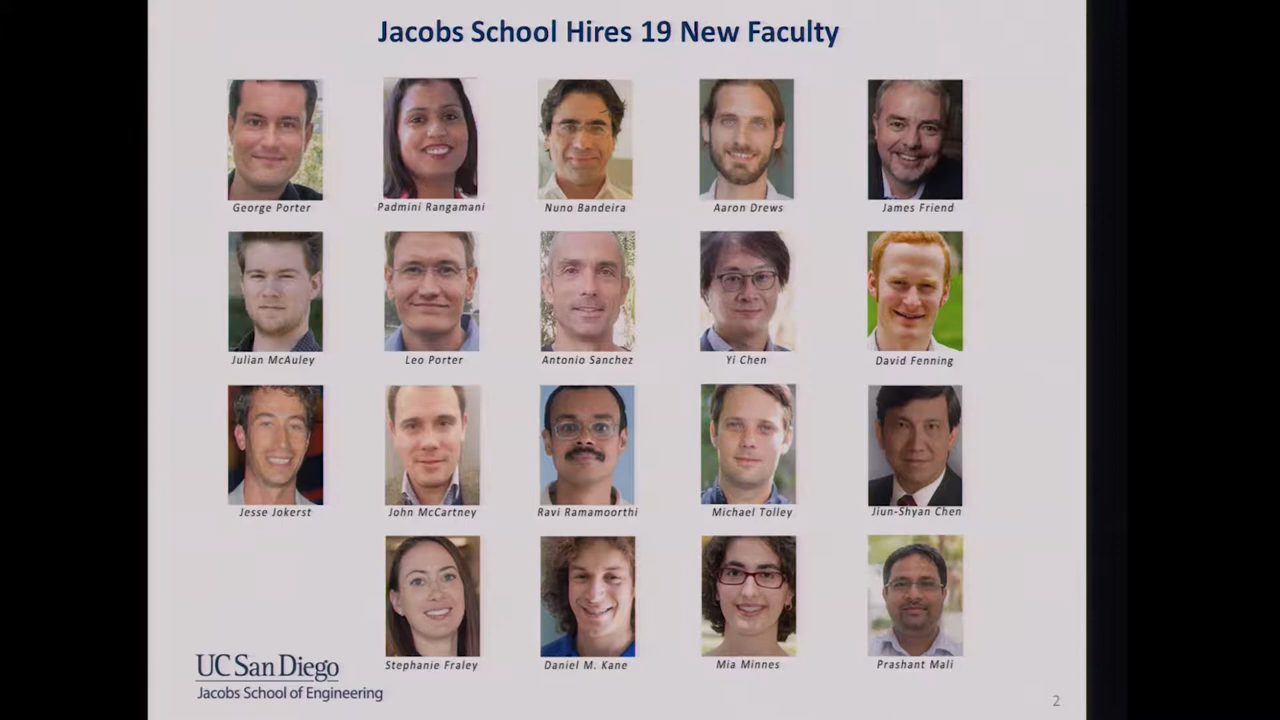 Jacobs School Hires 19 New Faculty
George Porter
Padmini Rangamani
Nuno Bandeira
Aaron Drews
James Friend
Julian McAuley
Leo Porter
Antonio Sanchez
Yi Chen
David Fenning
Jesse Jokerst
John McCartney
Ravi Ramamoorthi
Michael Tolley
Jiun-Shyan Chen
Stephanie Fraley
Daniel M. Kane
Mia Minnes
Prashant Mali
UC San Diego
Jacobs School of Engineering
2